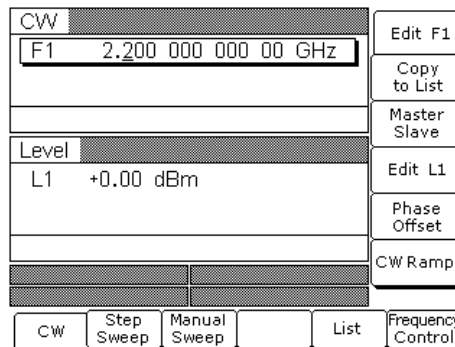 CW
F1 2.200 000 000 00 GHz
Level
L1 +0.00 dBm
Edit F1
Copy
to List
Master
Slave
Edit L1
Phase
Offset
CW Ramp
CW
Step
Sweep
Manual
Sweep
List
Frequency
Control